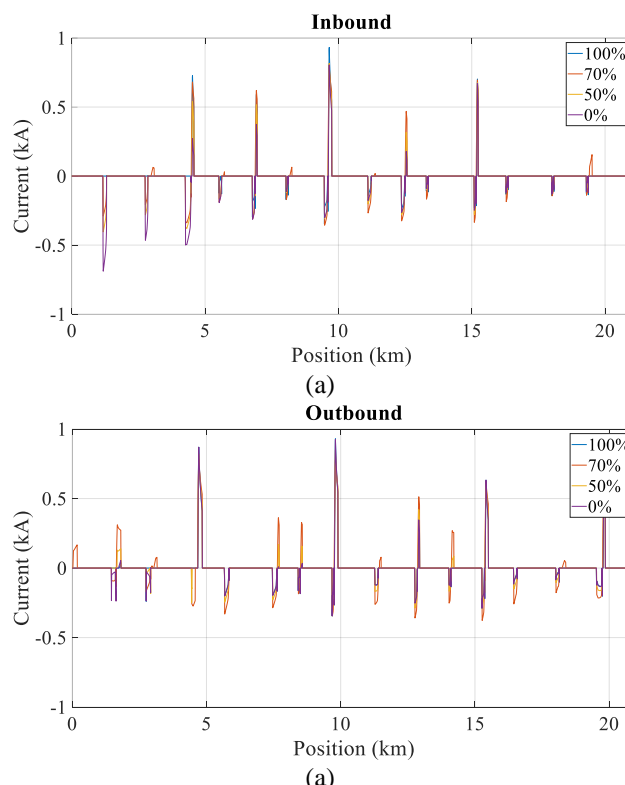 Inbound
1
0.5
0
-0.5
-1
Current (kA)
100%
70%
50%
0%
0 5 10 15 20
Position (km)
(a)
Outbound
1
0.5
0
-0.5
-1
Current (kA)
100%
70%
50%
0%
0 5 10 15 20
Position (km)
(a)